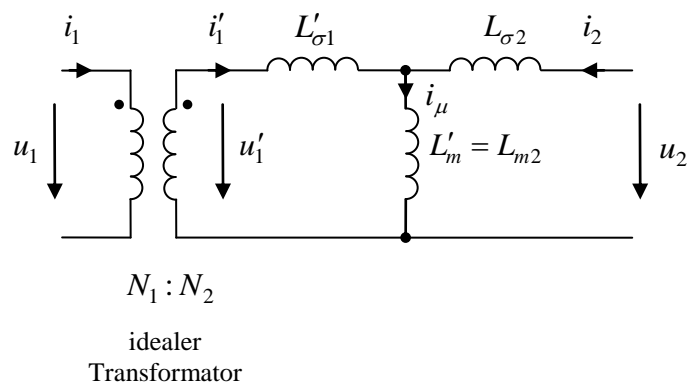 i₁ i₁′ L′σ1 Lσ2 i₂
iμ
u₁ u₁′ L′m = Lm2 u₂
N₁ : N₂
idealer
Transformator